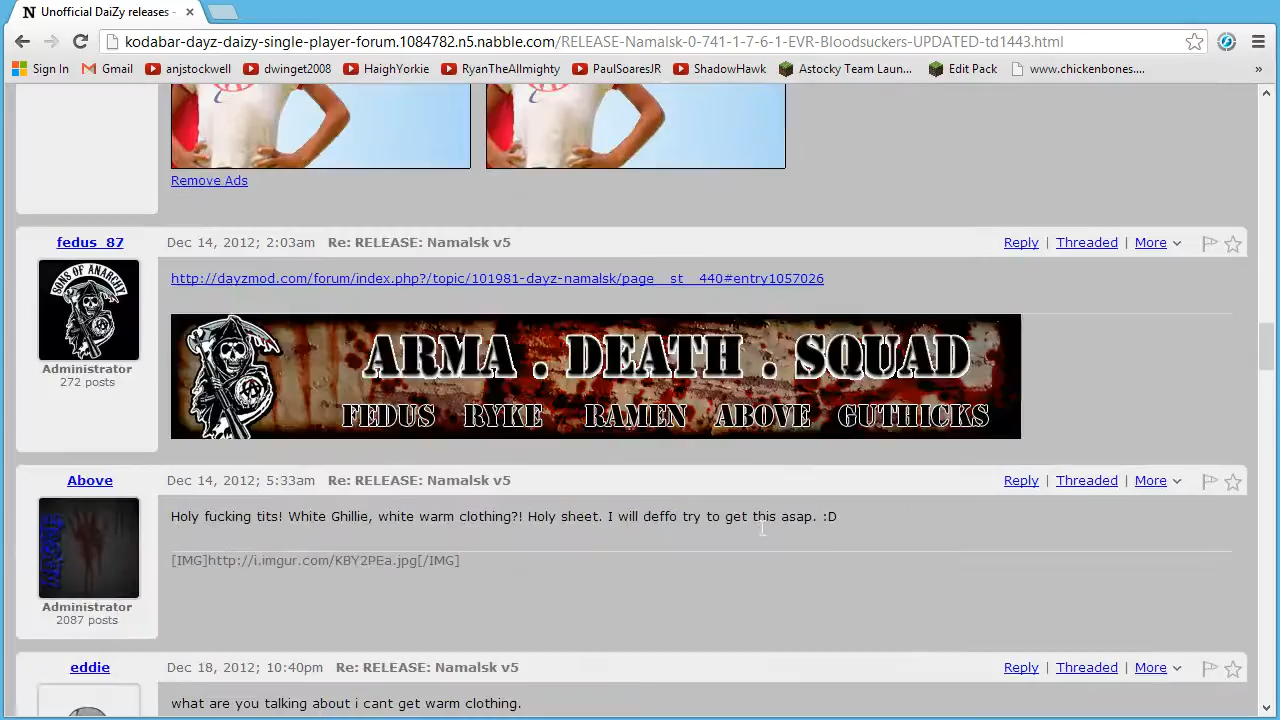 Unofficial DaiZy releases -
kodabar-dayz-daizy-single-player-forum.1084782.n5.nabble.com/RELEASE-Namalsk-0-741-1-7-6-1-EVR-Bloodsuckers-UPDATED-td1443.html
Sign In Gmail anjstockwell dwinget2008 HaighYorkie RyanTheAllmighty PaulSoaresJR ShadowHawk Astocky Team Laun... Edit Pack www.chickenbones.... »
Remove Ads
fedus_87 Dec 14, 2012; 2:03am Re: RELEASE: Namalsk v5 Reply | Threaded | More
SONS OF ANARCHY
http://dayzmod.com/forum/index.php?/topic/101981-dayz-namalsk/page__st__440#entry1057026
ARMA . DEATH . SQUAD
FEDUS RYKE RAMEN ABOVE GUTHICKS
Administrator
272 posts
Above Dec 14, 2012; 5:33am Re: RELEASE: Namalsk v5 Reply | Threaded | More
Holy fucking tits! White Ghillie, white warm clothing?! Holy sheet. I will deffo try to get this asap. :D
[IMG]http://i.imgur.com/KBY2PEa.jpg[/IMG]
Administrator
2087 posts
eddie Dec 18, 2012; 10:40pm Re: RELEASE: Namalsk v5 Reply | Threaded | More
what are you talking about i cant get warm clothing.